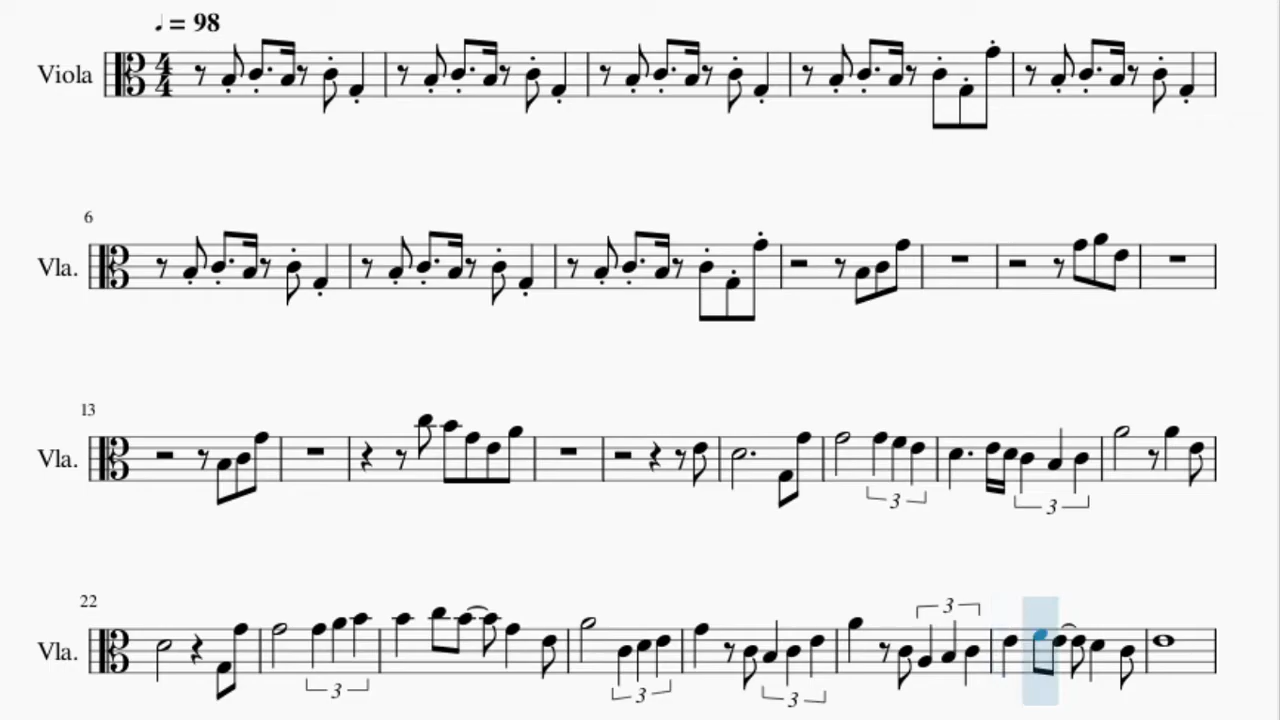 ♩ = 98
Viola 4/4
6
Vla.
13
Vla.
3 3
22
Vla.
3 3 3 3